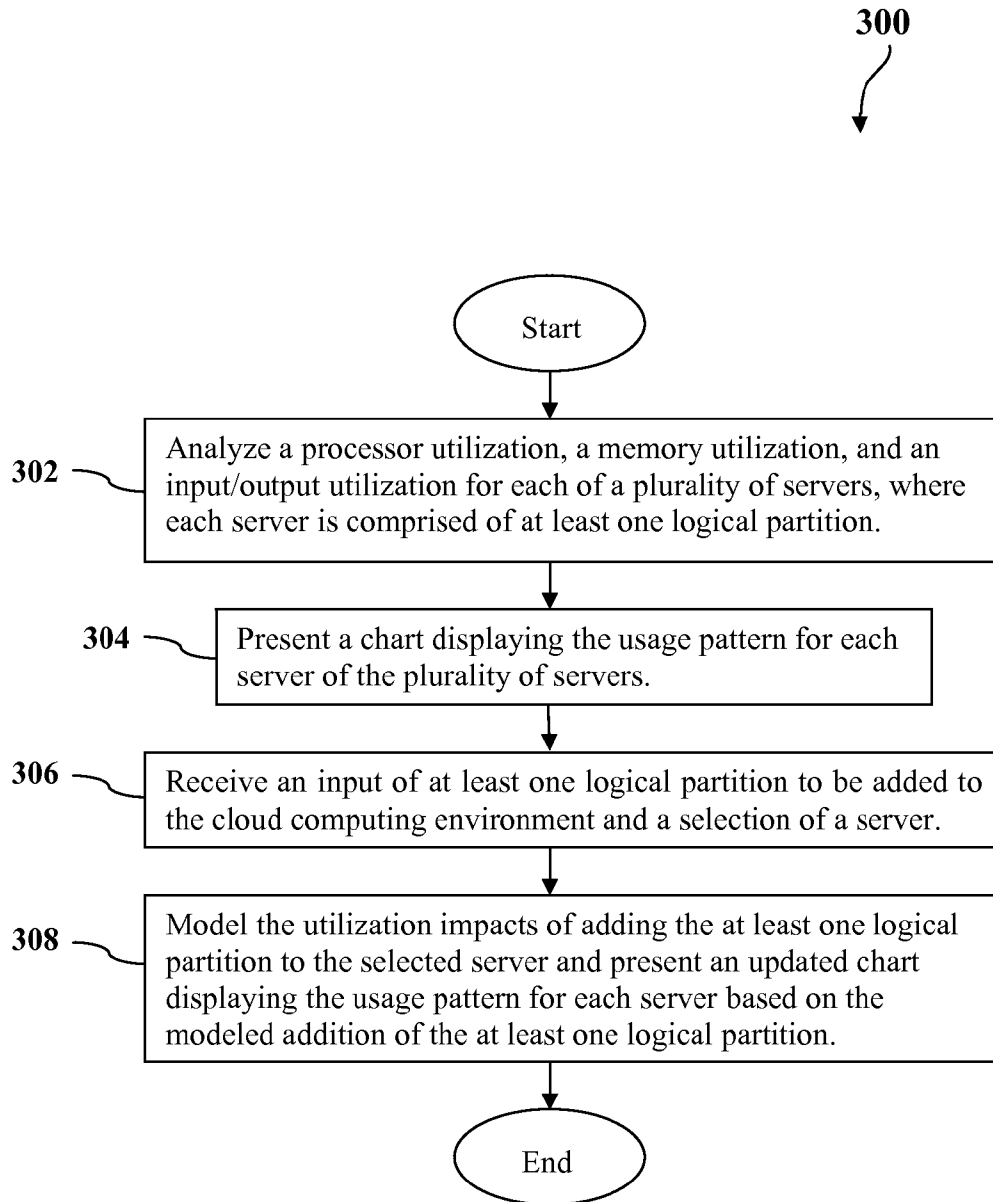 300
Start
302
Analyze a processor utilization, a memory utilization, and an
input/output utilization for each of a plurality of servers, where
each server is comprised of at least one logical partition.
304
Present a chart displaying the usage pattern for each
server of the plurality of servers.
306
Receive an input of at least one logical partition to be added to
the cloud computing environment and a selection of a server.
308
Model the utilization impacts of adding the at least one logical
partition to the selected server and present an updated chart
displaying the usage pattern for each server based on the
modeled addition of the at least one logical partition.
End